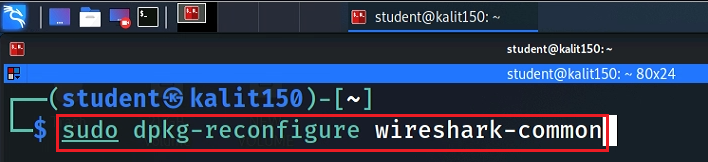 student@kalit150: ~
student@kalit150:~
student@kalit150: ~ 80x24
(student㉿kalit150)-[~]
$ sudo dpkg-reconfigure wireshark-common